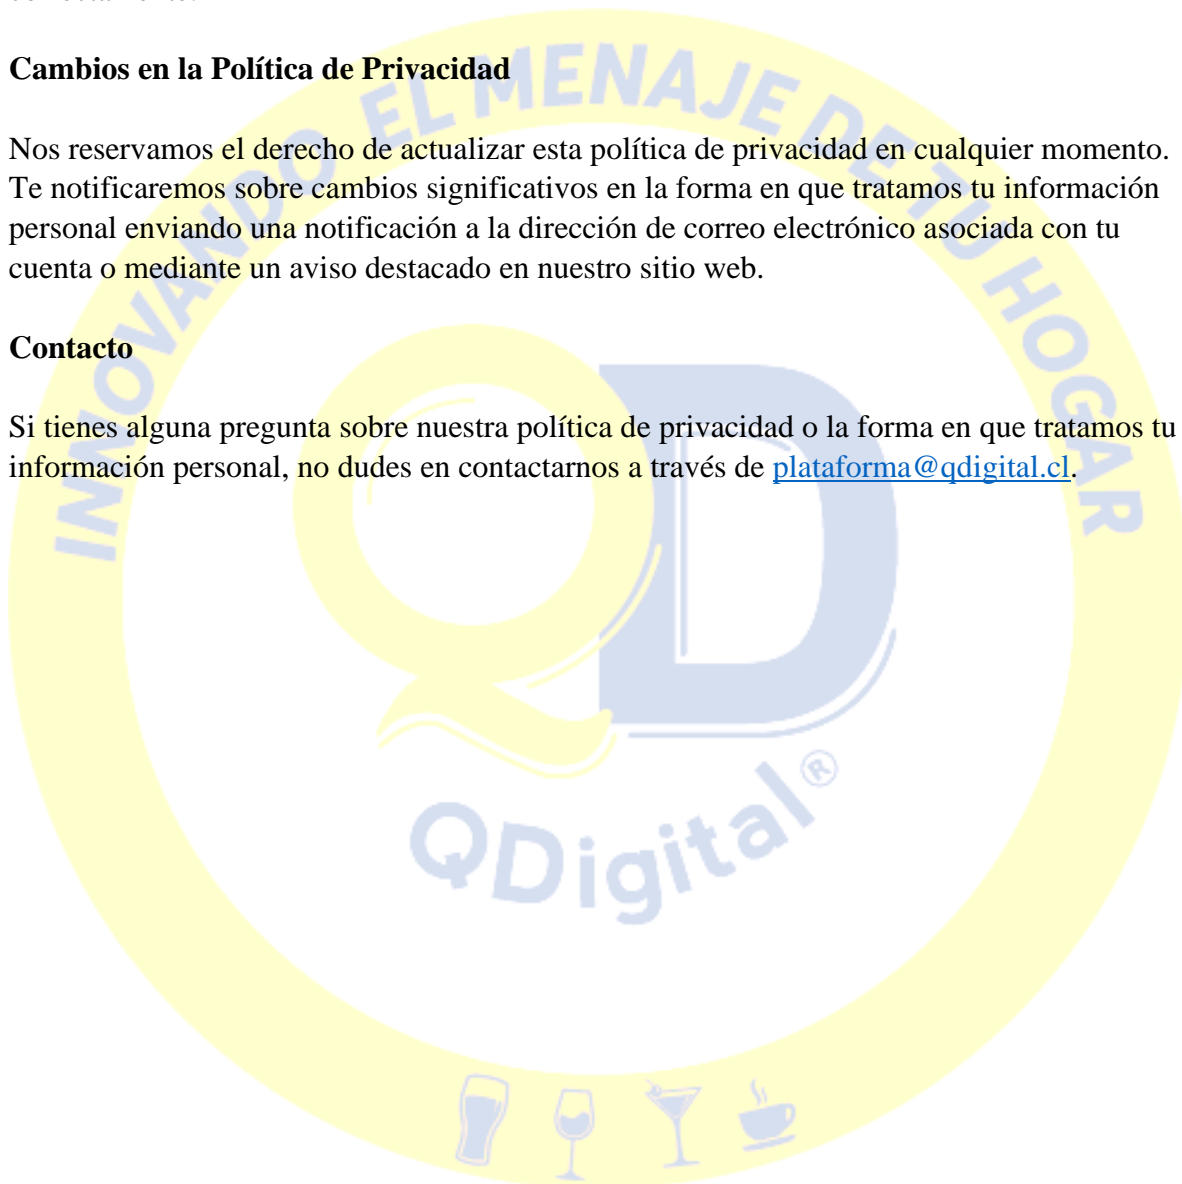 Cambios en la Política de Privacidad
Nos reservamos el derecho de actualizar esta política de privacidad en cualquier momento.
Te notificaremos sobre cambios significativos en la forma en que tratamos tu información
personal enviando una notificación a la dirección de correo electrónico asociada con tu
cuenta o mediante un aviso destacado en nuestro sitio web.
Contacto
Si tienes alguna pregunta sobre nuestra política de privacidad o la forma en que tratamos tu
información personal, no dudes en contactarnos a través de plataforma@qdigital.cl.
INNOVANDO EL MENAJE DE TU HOGAR
QD
QDigital®